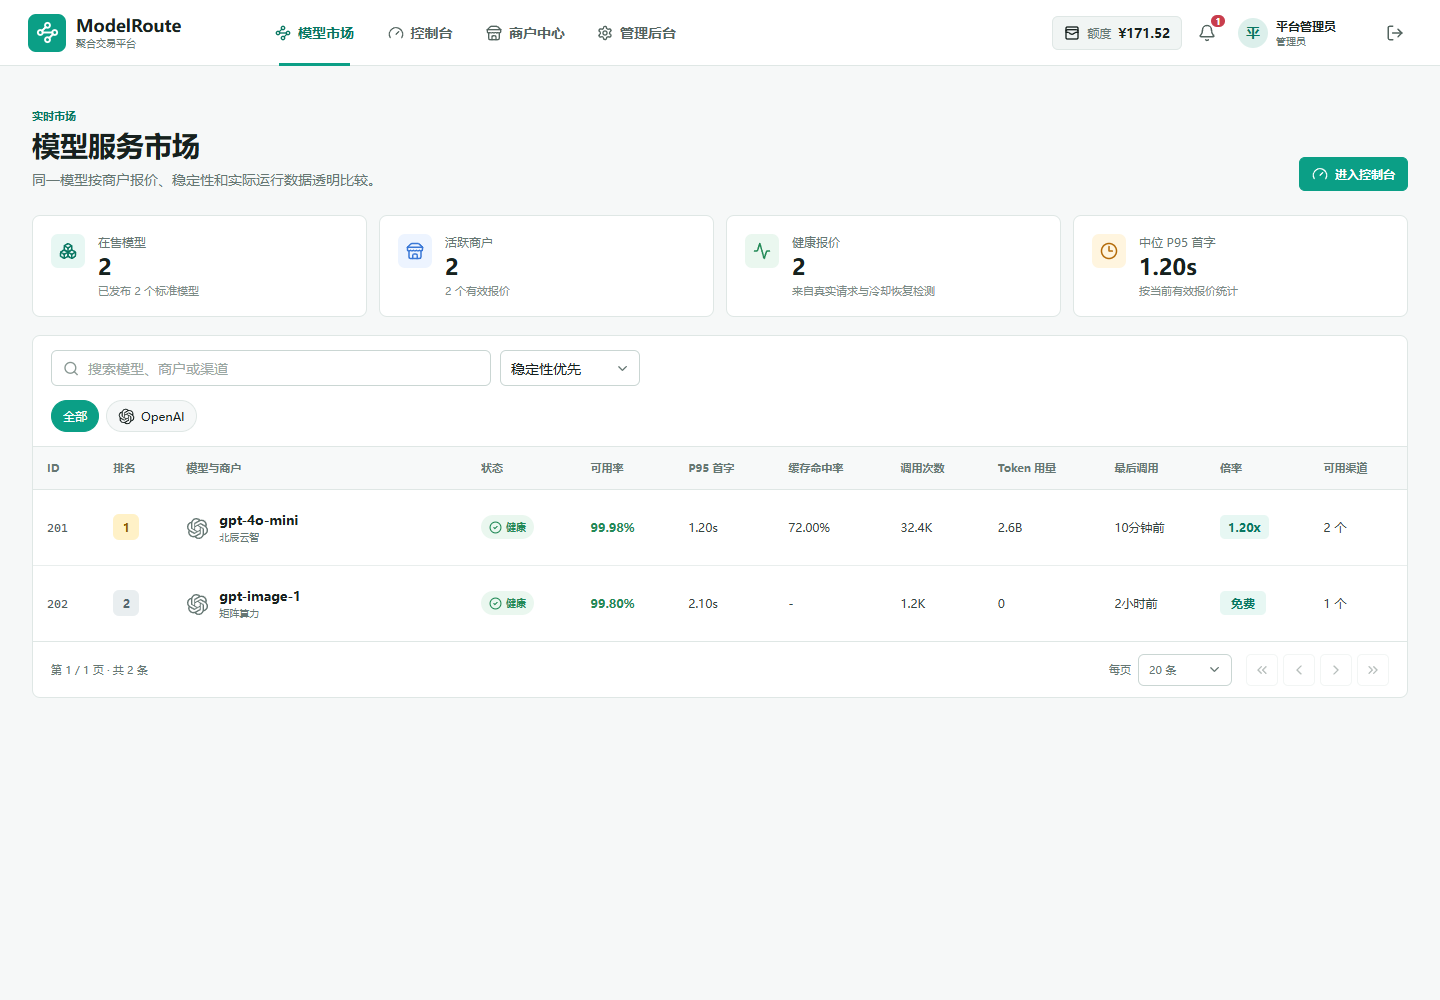 ModelRoute
聚合交易平台
模型市场
控制台
商户中心
管理后台
额度 ¥171.52
1
平
平台管理员
管理员
实时市场
模型服务市场
同一模型按商户报价、稳定性和实际运行数据透明比较。
进入控制台
在售模型
2
已发布 2 个标准模型
活跃商户
2
2 个有效报价
健康报价
2
来自真实请求与冷却恢复检测
中位 P95 首字
1.20s
按当前有效报价统计
搜索模型、商户或渠道
稳定性优先
全部
OpenAI
ID 排名 模型与商户 状态 可用率 P95 首字 缓存命中率 调用次数 Token 用量 最后调用 倍率 可用渠道
201 1 gpt-4o-mini 健康 99.98% 1.20s 72.00% 32.4K 2.6B 10分钟前 1.20x 2 个
北辰云智
202 2 gpt-image-1 健康 99.80% 2.10s - 1.2K 0 2小时前 免费 1 个
矩阵算力
第 1 / 1 页 · 共 2 条
每页 20 条